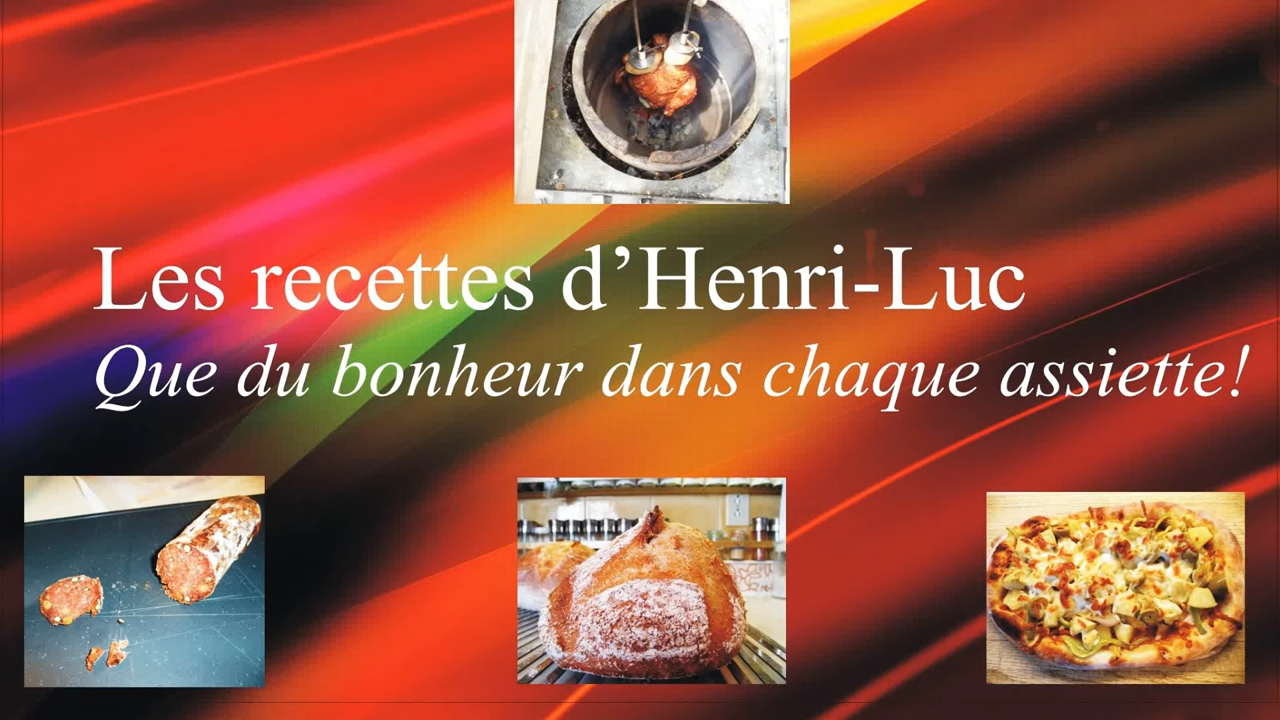 Les recettes d’Henri-Luc
Que du bonheur dans chaque assiette!